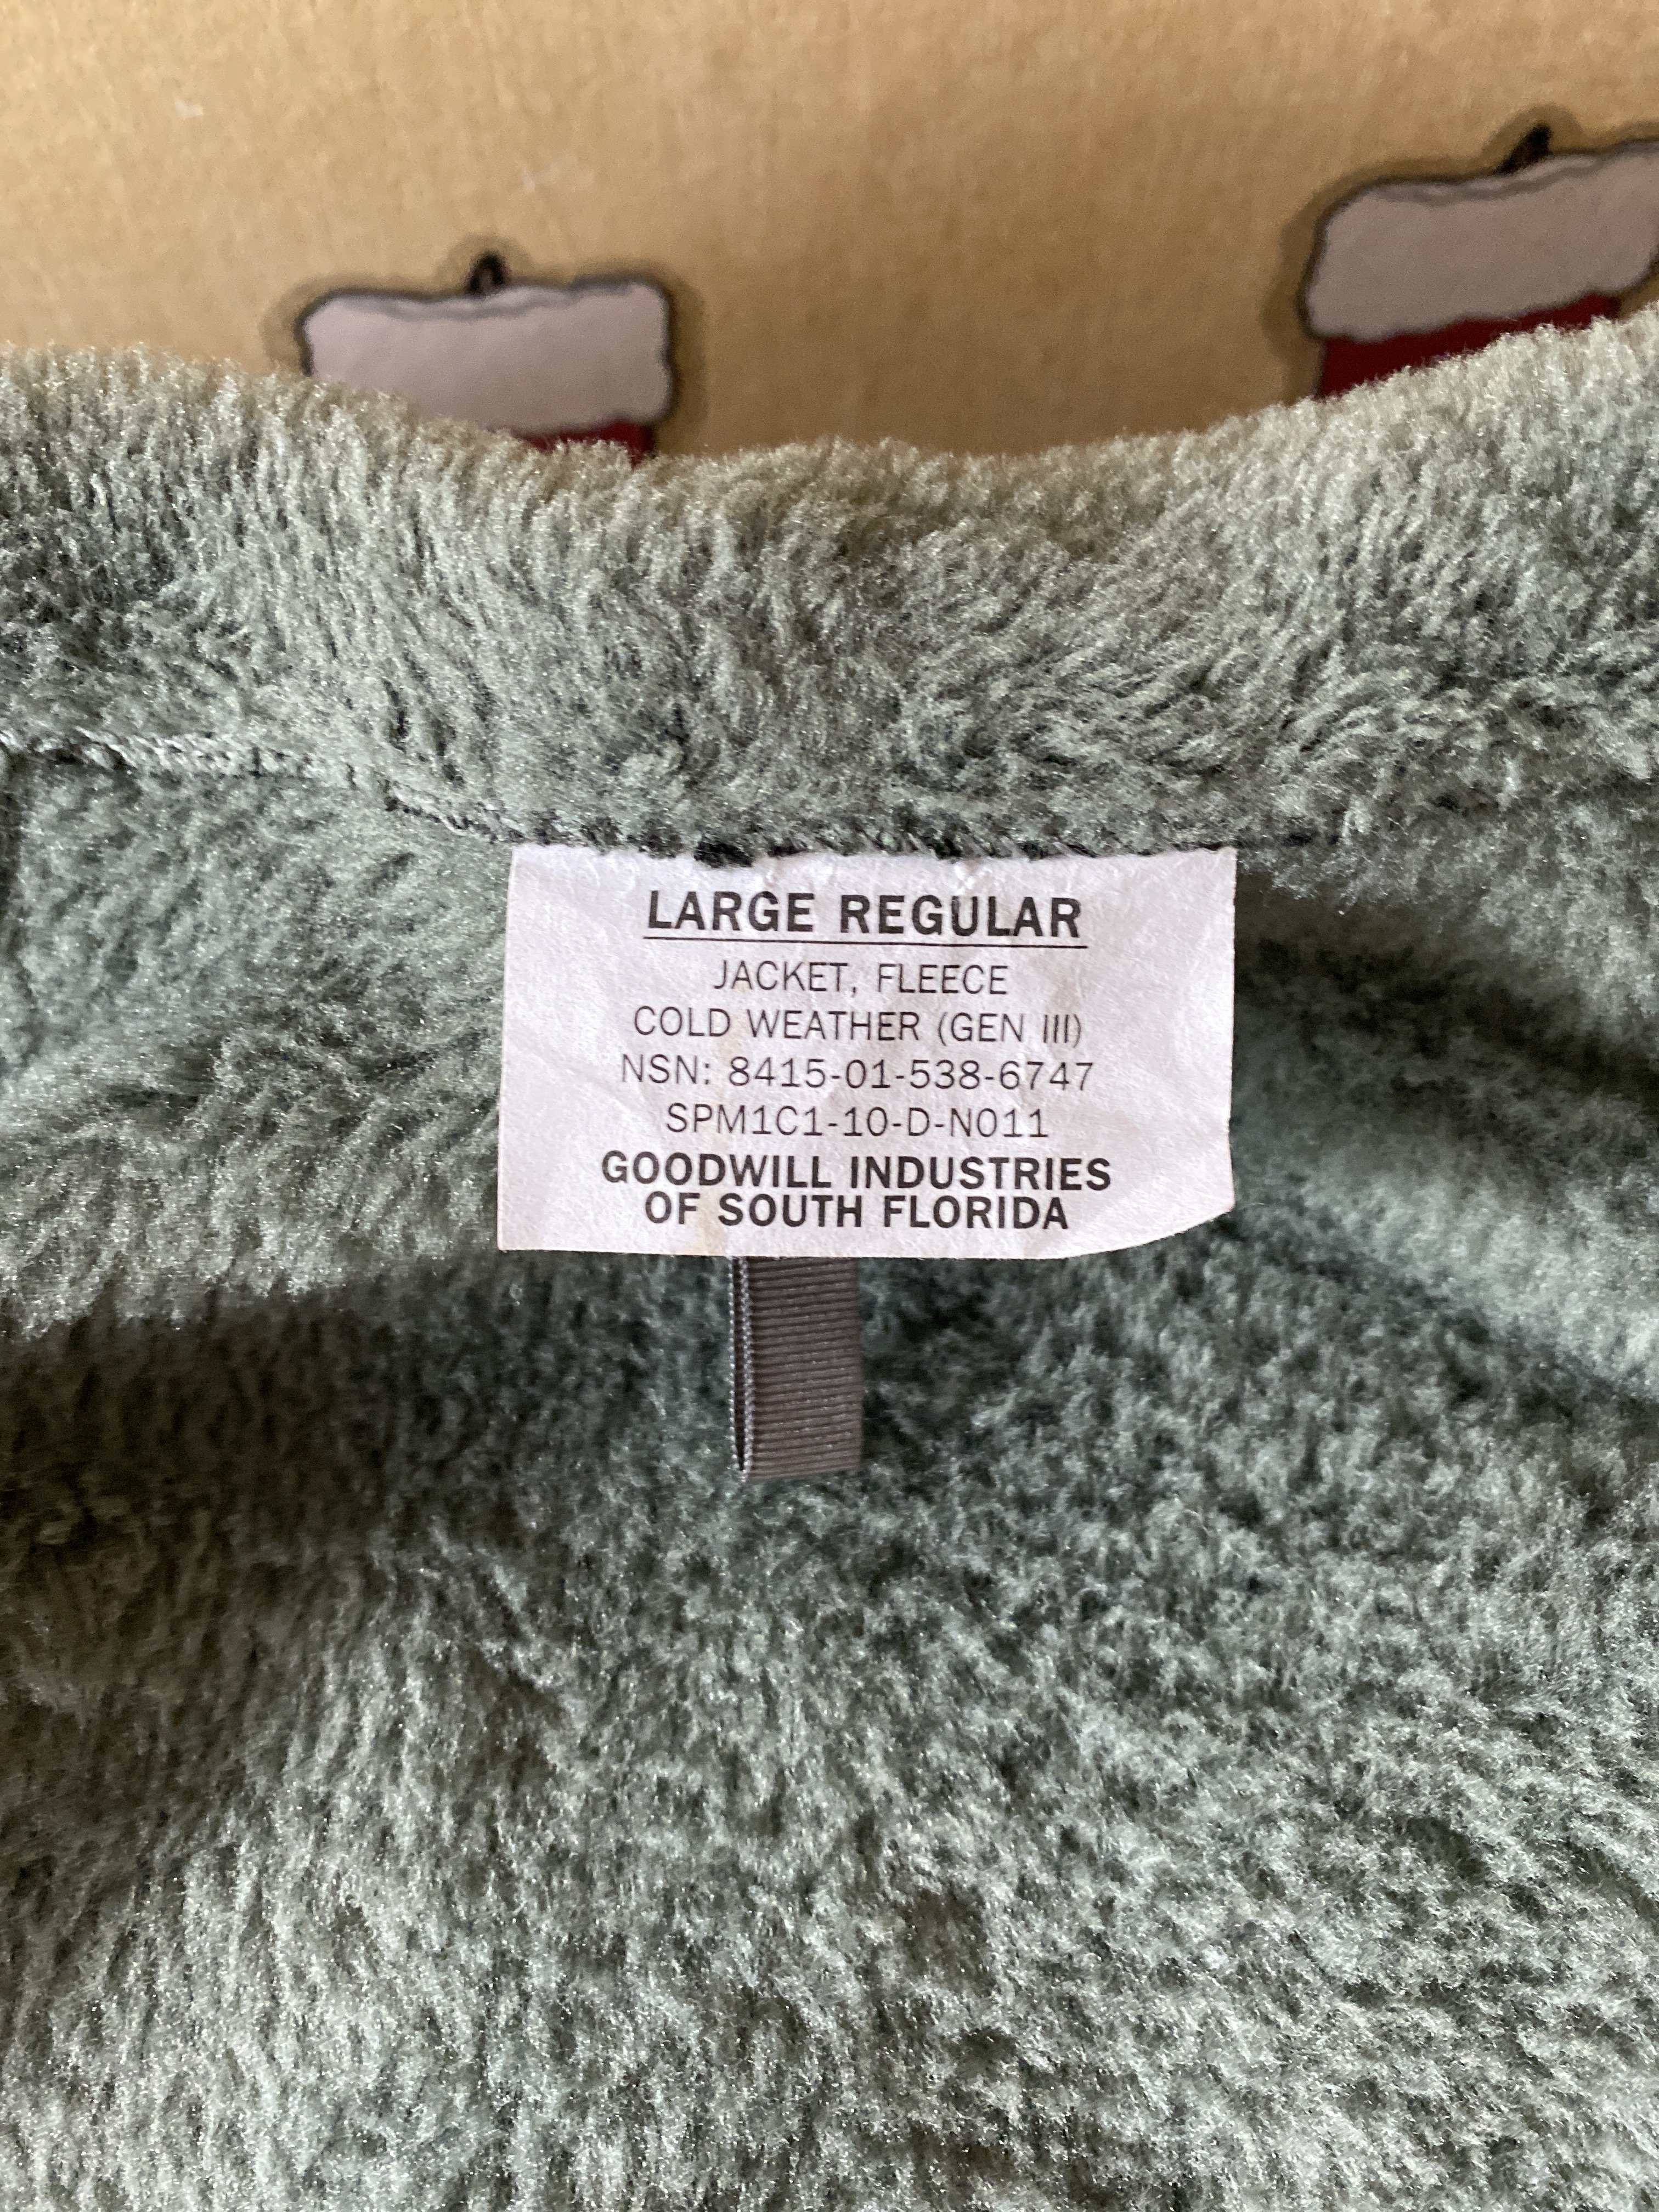 LARGE REGULAR
JACKET, FLEECE
COLD WEATHER (GEN III)
NSN: 8415-01-538-6747
SPM1C1-10-D-N011
GOODWILL INDUSTRIES
OF SOUTH FLORIDA